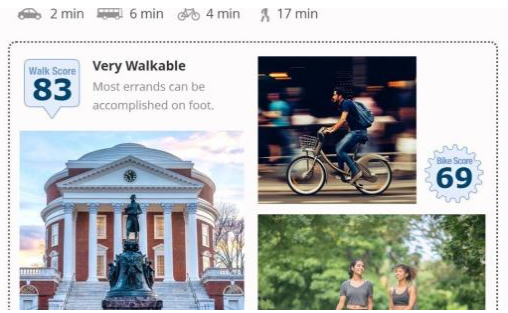 2 min 6 min 4 min 17 min
Walk Score
83
Very Walkable
Most errands can be
accomplished on foot.
Bike Score
69